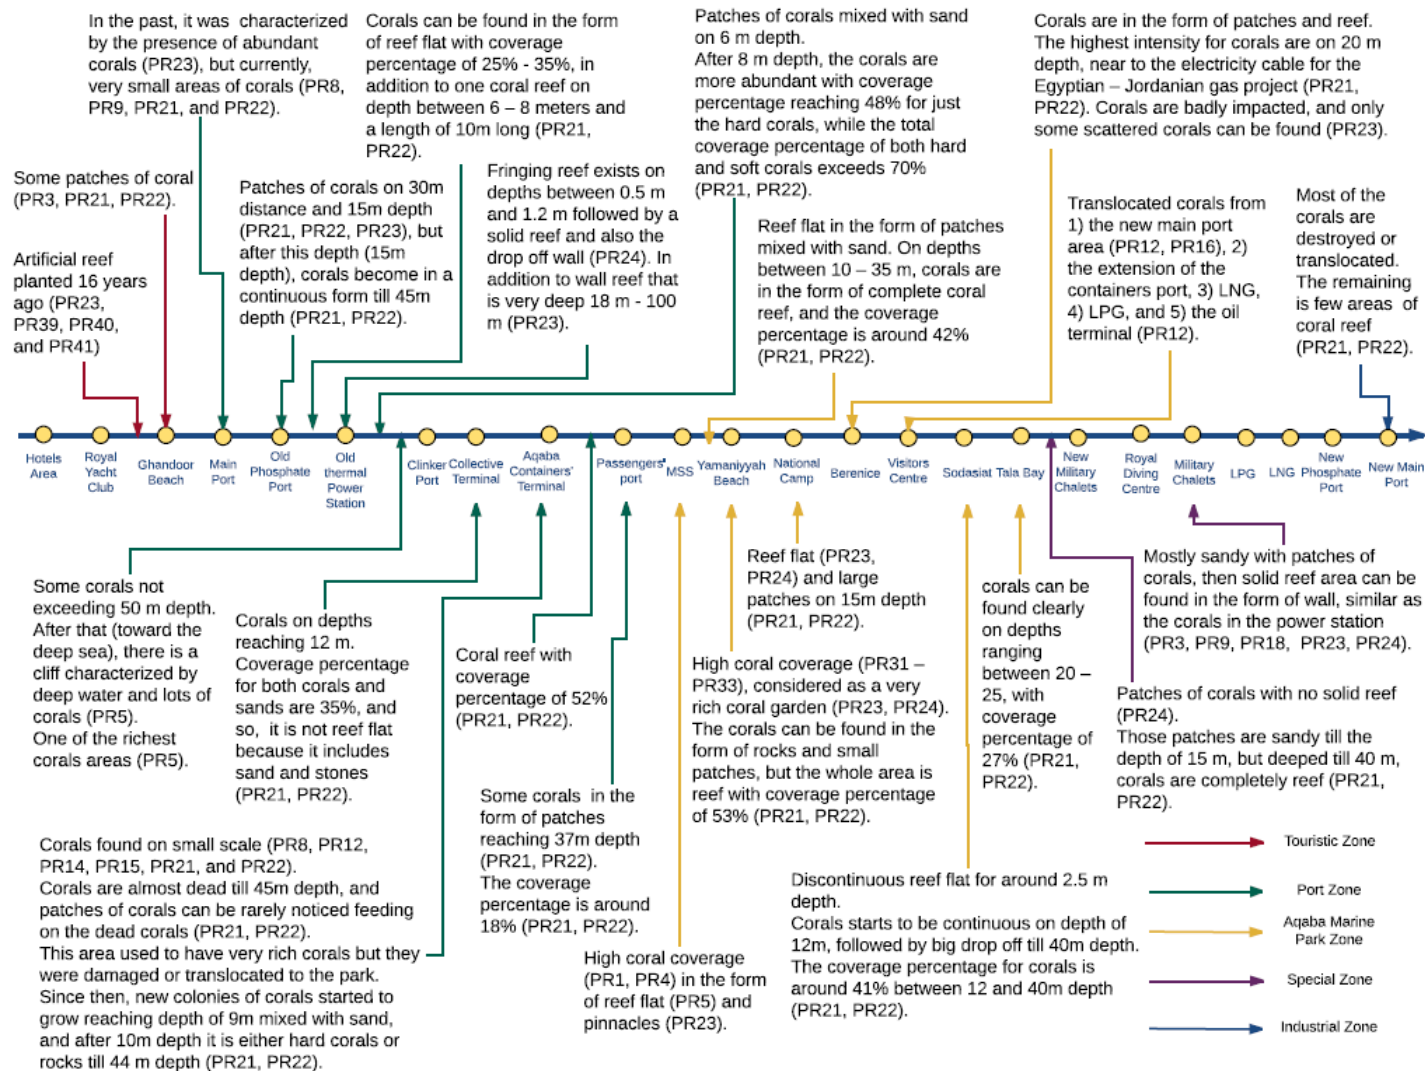 In the past, it was characterized
by the presence of abundant
corals (PR23), but currently,
very small areas of corals (PR8,
PR9, PR21, and PR22).
Corals can be found in the form
of reef flat with coverage
percentage of 25% - 35%, in
addition to one coral reef on
depth between 6 – 8 meters and
a length of 10m long (PR21,
PR22).
Patches of corals mixed with sand
on 6 m depth.
After 8 m depth, the corals are
more abundant with coverage
percentage reaching 48% for just
the hard corals, while the total
coverage percentage of both hard
and soft corals exceeds 70%
(PR21, PR22).
Corals are in the form of patches and reef.
The highest intensity for corals are on 20 m
depth, near to the electricity cable for the
Egyptian – Jordanian gas project (PR21,
PR22). Corals are badly impacted, and only
some scattered corals can be found (PR23).
Some patches of coral
(PR3, PR21, PR22).
Artificial reef
planted 16 years
ago (PR23,
PR39, PR40,
and PR41)
Patches of corals on 30m
distance and 15m depth
(PR21, PR22, PR23), but
after this depth (15m
depth), corals become in a
continuous form till 45m
depth (PR21, PR22).
Fringing reef exists on
depths between 0.5 m
and 1.2 m followed by a
solid reef and also the
drop off wall (PR24). In
addition to wall reef that
is very deep 18 m - 100
m (PR23).
Reef flat in the form of patches
mixed with sand. On depths
between 10 – 35 m, corals are
in the form of complete coral
reef, and the coverage
percentage is around 42%
(PR21, PR22).
Translocated corals from
1) the new main port
area (PR12, PR16), 2)
the extension of the
containers port, 3) LNG,
4) LPG, and 5) the oil
terminal (PR12).
Most of the
corals are
destroyed or
translocated.
The remaining
is few areas of
coral reef
(PR21, PR22).
Hotels
Area
Royal
Yacht
Club
Ghandoor
Beach
Main
Port
Old
Phosphate
Port
Old
thermal
Power
Station
Clinker
Port
Collective
Terminal
Aqaba
Containers'
Terminal
Passengers'
port
MSS
Yamaniyyah
Beach
National
Camp
Berenice
Visitors
Centre
Sodasiat
Tala Bay
New
Military
Chalets
Royal
Diving
Centre
Military
Chalets
LPG
LNG
New
Phosphate
Port
New Main
Port
Some corals not
exceeding 50 m depth.
After that (toward the
deep sea), there is a
cliff characterized by
deep water and lots of
corals (PR5).
One of the richest
corals areas (PR5).
Corals on depths
reaching 12 m.
Coverage percentage
for both corals and
sands are 35%, and
so, it is not reef flat
because it includes
sand and stones
(PR21, PR22).
Coral reef with
coverage
percentage of 52%
(PR21, PR22).
Reef flat (PR23,
PR24) and large
patches on 15m depth
(PR21, PR22).
corals can be
found clearly
on depths
ranging
between 20 –
25, with
coverage
percentage of
27% (PR21,
PR22).
Mostly sandy with patches of
corals, then solid reef area can be
found in the form of wall, similar as
the corals in the power station
(PR3, PR9, PR18, PR23, PR24).
High coral coverage (PR31 –
PR33), considered as a very
rich coral garden (PR23, PR24).
The corals can be found in the
form of rocks and small
patches, but the whole area is
reef with coverage percentage
of 53% (PR21, PR22).
Patches of corals with no solid reef
(PR24).
Those patches are sandy till the
depth of 15 m, but deeped till 40 m,
corals are completely reef (PR21,
PR22).
Some corals in the
form of patches
reaching 37m depth
(PR21, PR22).
The coverage
percentage is around
18% (PR21, PR22).
Corals found on small scale (PR8, PR12,
PR14, PR15, PR21, and PR22).
Corals are almost dead till 45m depth, and
patches of corals can be rarely noticed feeding
on the dead corals (PR21, PR22).
This area used to have very rich corals but they
were damaged or translocated to the park.
Since then, new colonies of corals started to
grow reaching depth of 9m mixed with sand,
and after 10m depth it is either hard corals or
rocks till 44 m depth (PR21, PR22).
High coral coverage
(PR1, PR4) in the form
of reef flat (PR5) and
pinnacles (PR23).
Discontinuous reef flat for around 2.5 m
depth.
Corals starts to be continuous on depth of
12m, followed by big drop off till 40m depth.
The coverage percentage for corals is
around 41% between 12 and 40m depth
(PR21, PR22).
Touristic Zone
Port Zone
Aqaba Marine
Park Zone
Special Zone
Industrial Zone